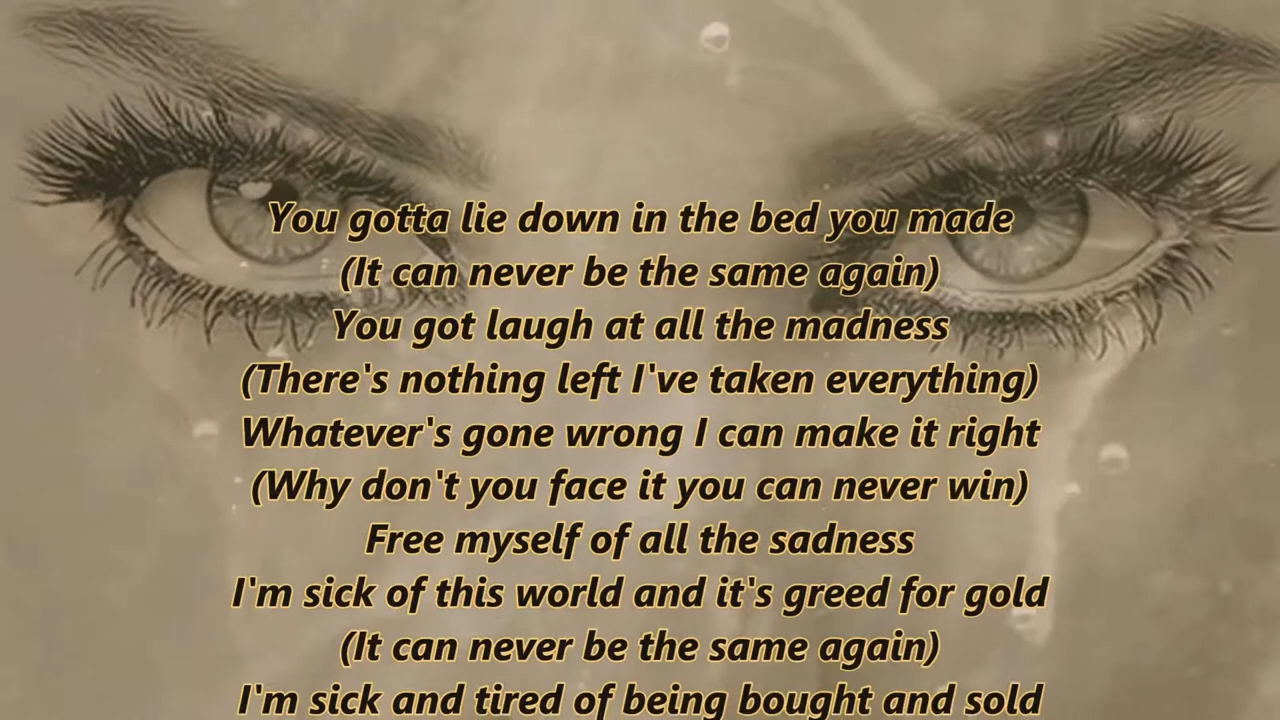 You gotta lie down in the bed you made
(It can never be the same again)
You got laugh at all the madness
(There's nothing left I've taken everything)
Whatever's gone wrong I can make it right
(Why don't you face it you can never win)
Free myself of all the sadness
I'm sick of this world and it's greed for gold
(It can never be the same again)
I'm sick and tired of being bought and sold